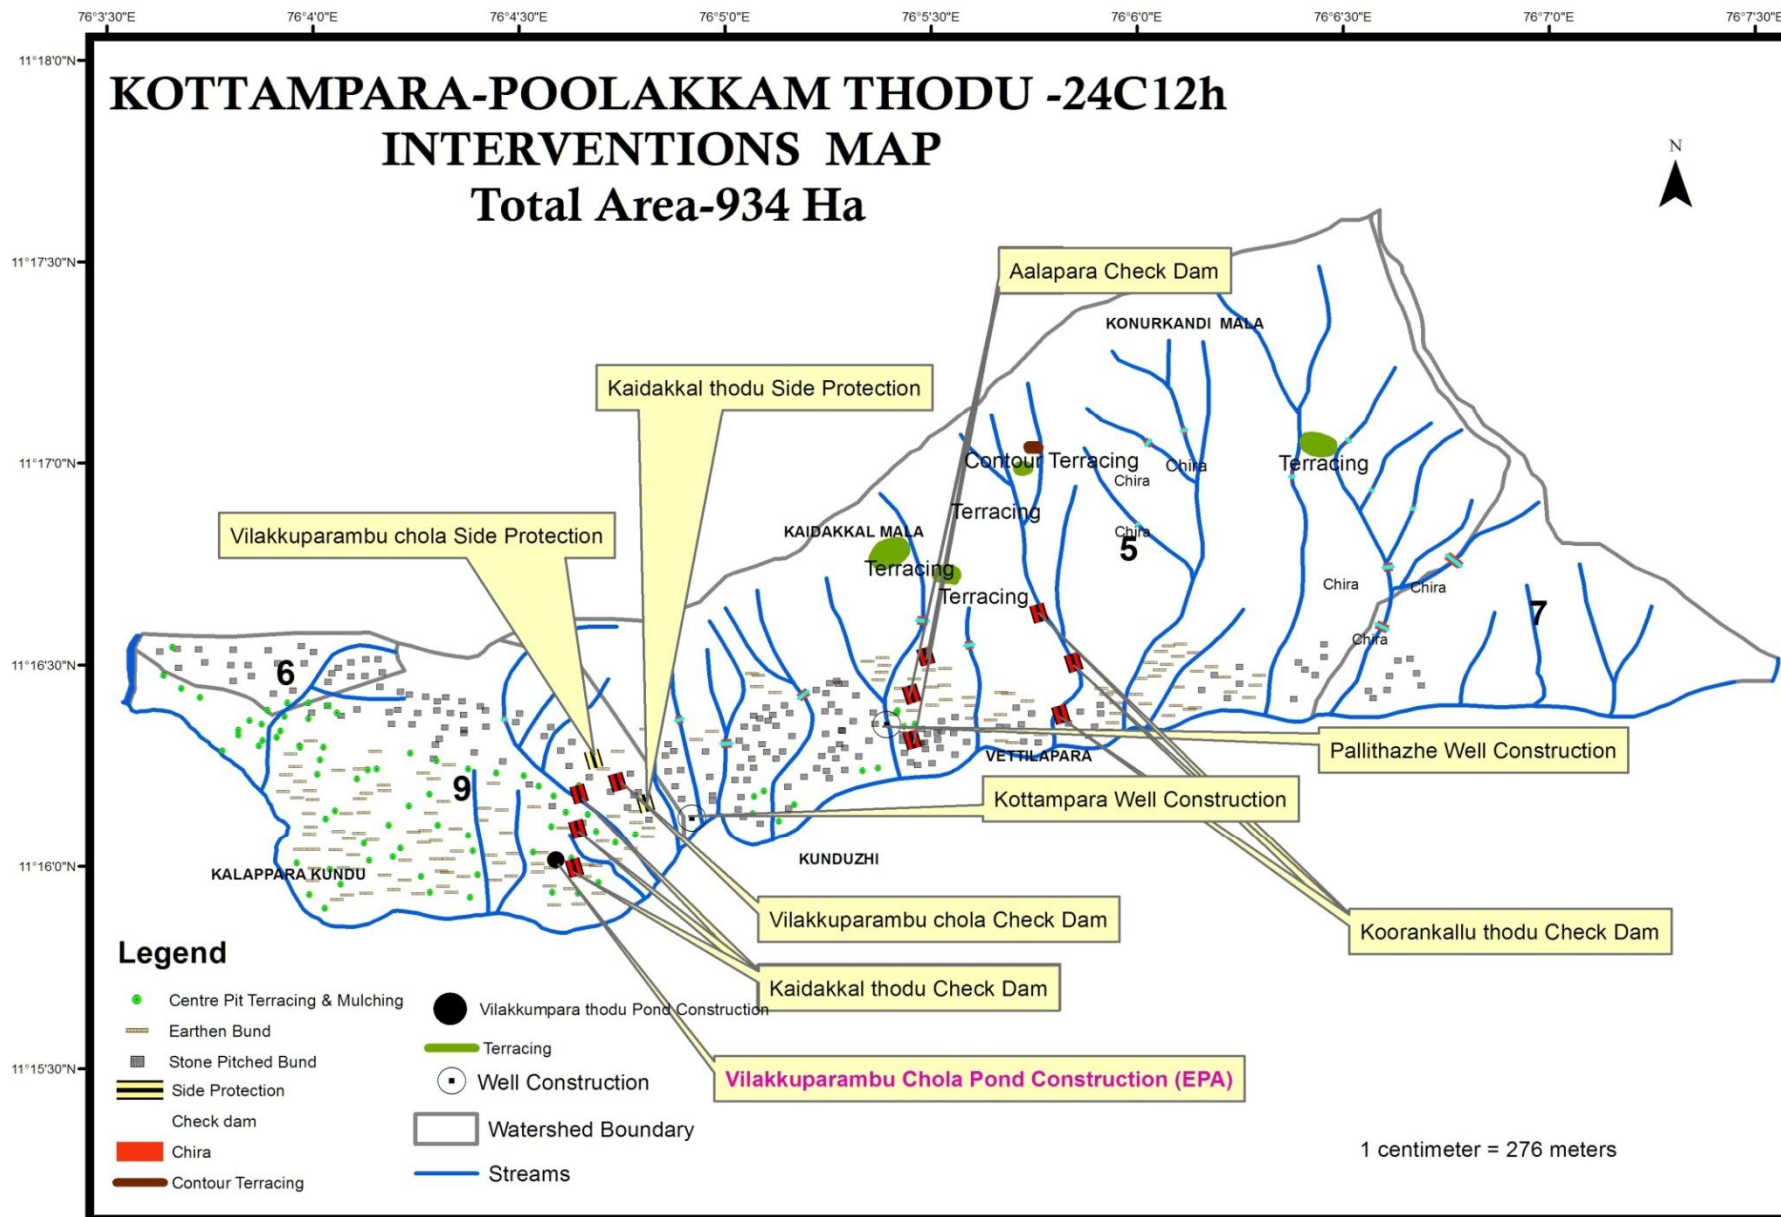 76°3'30"E
76°4'0"E
76°4'30"E
76°5'0"E
76°5'30"E
76°6'0"E
76°6'30"E
76°7'0"E
76°7'30"E
11°18'0"N
11°17'30"N
11°17'0"N
11°16'30"N
11°16'0"N
11°15'30"N
KOTTAMPARA-POOLAKKAM THODU -24C12h
INTERVENTIONS MAP
Total Area-934 Ha
N
Aalapara Check Dam
KONURKANDI MALA
Kaidakkal thodu Side Protection
Contour Terracing
Chira
Chira
Terracing
Terracing
Vilakkuparambu chola Side Protection
KAIDAKKAL MALA
Chira
5
Terracing
Terracing
Chira
Chira
7
Chira
6
Pallithazhe Well Construction
VETTILAPARA
9
Kottampara Well Construction
KUNDUZHI
KALAPPARA KUNDU
Vilakkuparambu chola Check Dam
Koorankallu thodu Check Dam
Kaidakkal thodu Check Dam
Vilakkuparambu Chola Pond Construction (EPA)
Legend
Centre Pit Terracing & Mulching
Earthen Bund
Stone Pitched Bund
Side Protection
Check dam
Chira
Contour Terracing
Vilakkumpara thodu Pond Construction
Terracing
Well Construction
Watershed Boundary
Streams
1 centimeter = 276 meters